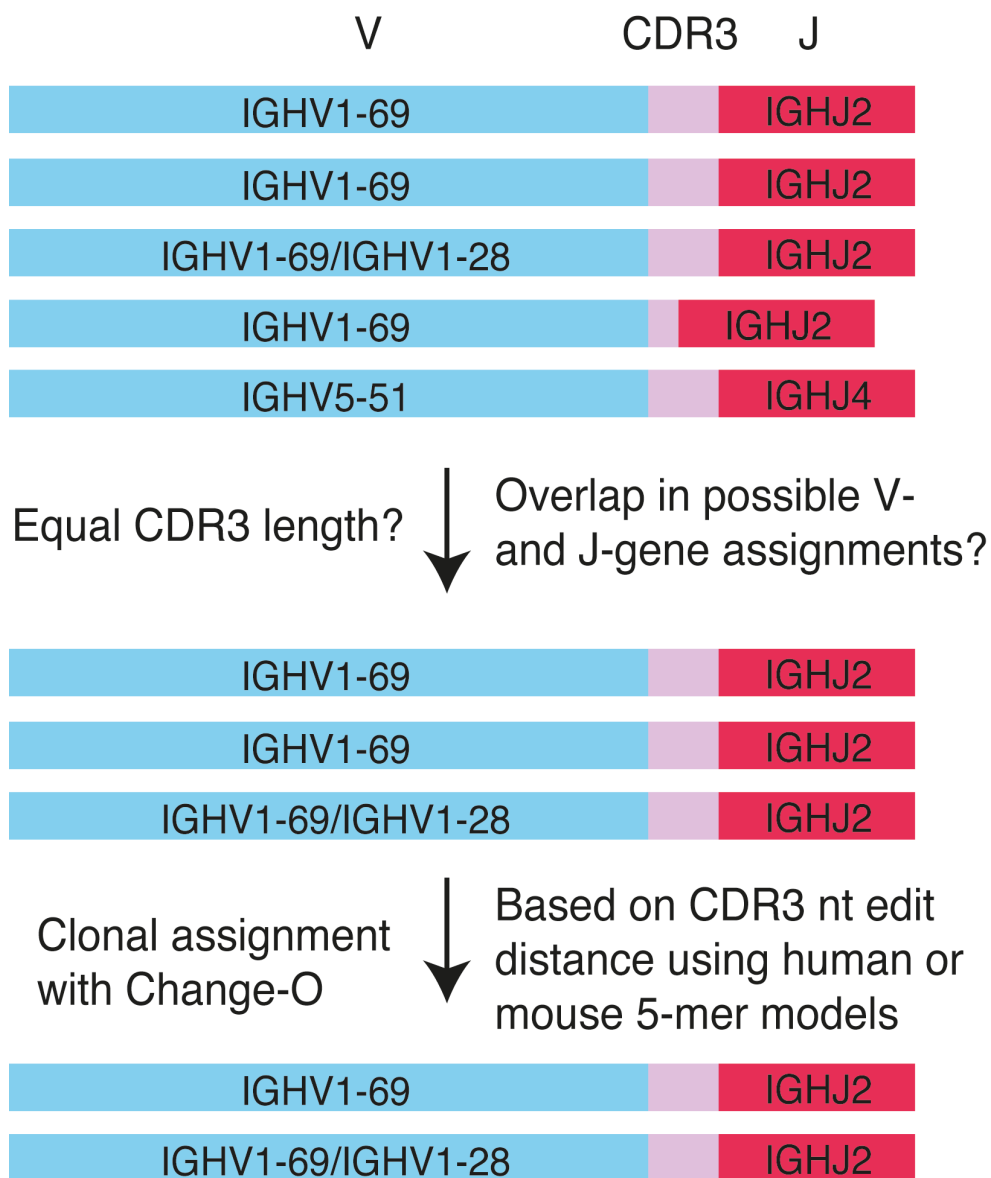 V CDR3 J
IGHV1-69 IGHJ2
IGHV1-69 IGHJ2
IGHV1-69/IGHV1-28 IGHJ2
IGHV1-69 IGHJ2
IGHV5-51 IGHJ4
Equal CDR3 length?
Overlap in possible V-
and J-gene assignments?
IGHV1-69 IGHJ2
IGHV1-69 IGHJ2
IGHV1-69/IGHV1-28 IGHJ2
Clonal assignment
with Change-O
Based on CDR3 nt edit
distance using human or
mouse 5-mer models
IGHV1-69 IGHJ2
IGHV1-69/IGHV1-28 IGHJ2